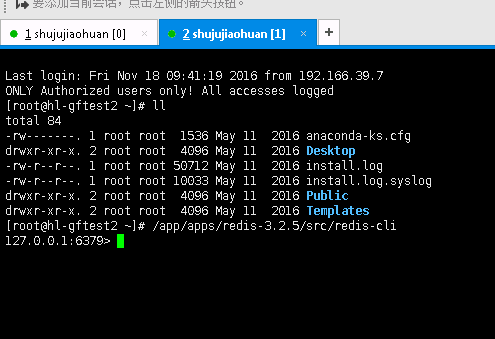 要添加当前会话，点击左侧的箭头按钮。
1 shujujiaohuan [0] × 2 shujujiaohuan [1] × +
Last login: Fri Nov 18 09:41:19 2016 from 192.166.39.7
ONLY Authorized users only! All accesses logged
[root@hl-gftest2 ~]# ll
total 84
-rw-------. 1 root root  1536 May 11  2016 anaconda-ks.cfg
drwxr-xr-x. 2 root root  4096 May 11  2016 Desktop
-rw-r--r--. 1 root root 50712 May 11  2016 install.log
-rw-r--r--. 1 root root 10033 May 11  2016 install.log.syslog
drwxr-xr-x. 2 root root  4096 May 11  2016 Public
drwxr-xr-x. 2 root root  4096 May 11  2016 Templates
[root@hl-gftest2 ~]# /app/apps/redis-3.2.5/src/redis-cli
127.0.0.1:6379>